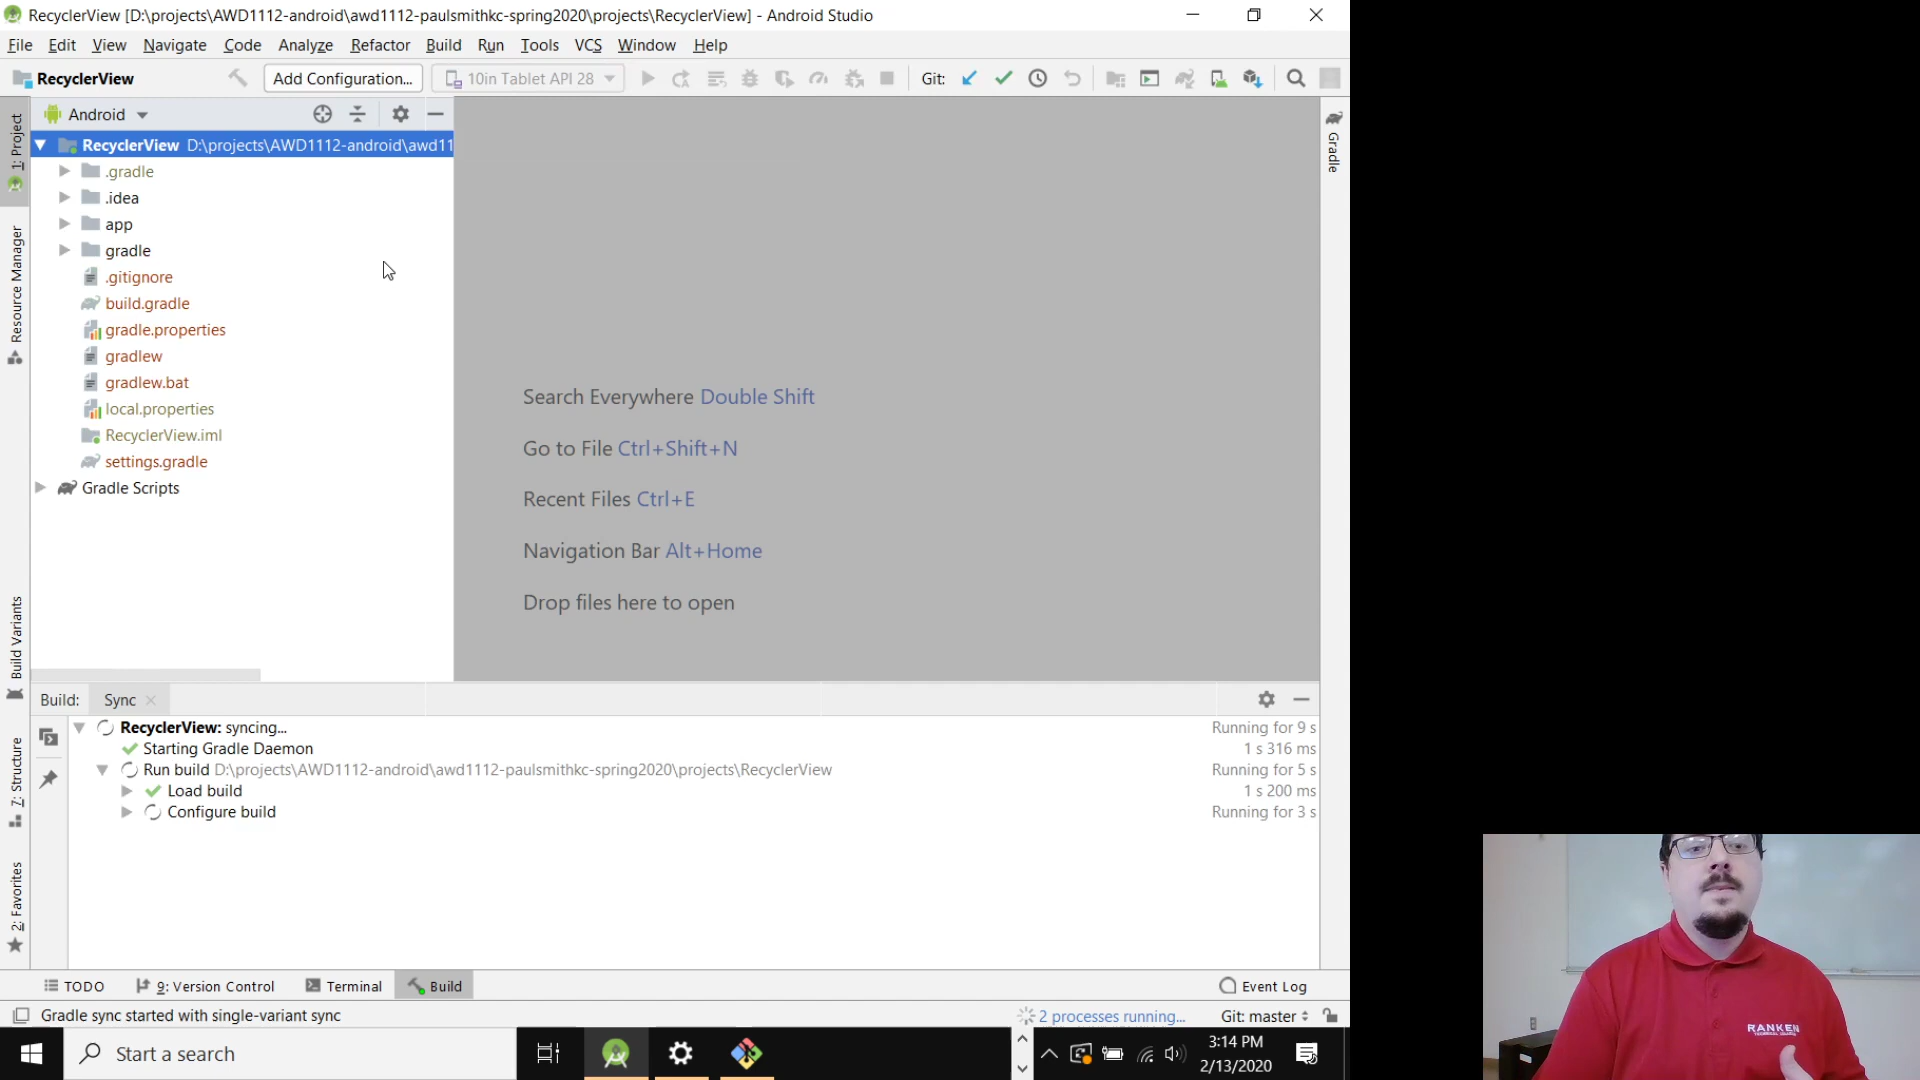 RecyclerView [D:\projects\AWD1112-android\awd1112-paulsmithkc-spring2020\projects\RecyclerView] - Android Studio
File Edit View Navigate Code Analyze Refactor Build Run Tools VCS Window Help
RecyclerView Add Configuration... 10in Tablet API 28 Git:
Android
RecyclerView D:\projects\AWD1112-android\awd11
.gradle
.idea
app
gradle
.gitignore
build.gradle
gradle.properties
gradlew
gradlew.bat
local.properties
RecyclerView.iml
settings.gradle
Gradle Scripts
1: Project
Resource Manager
Build Variants
7: Structure
2: Favorites
Gradle
Search Everywhere Double Shift
Go to File Ctrl+Shift+N
Recent Files Ctrl+E
Navigation Bar Alt+Home
Drop files here to open
Build: Sync
RecyclerView: syncing... Running for 9 s
Starting Gradle Daemon 1 s 316 ms
Run build D:\projects\AWD1112-android\awd1112-paulsmithkc-spring2020\projects\RecyclerView Running for 5 s
Load build 1 s 200 ms
Configure build Running for 3 s
TODO 9: Version Control Terminal Build Event Log
Gradle sync started with single-variant sync 2 processes running... Git: master
Start a search
3:14 PM
2/13/2020
RANKEN